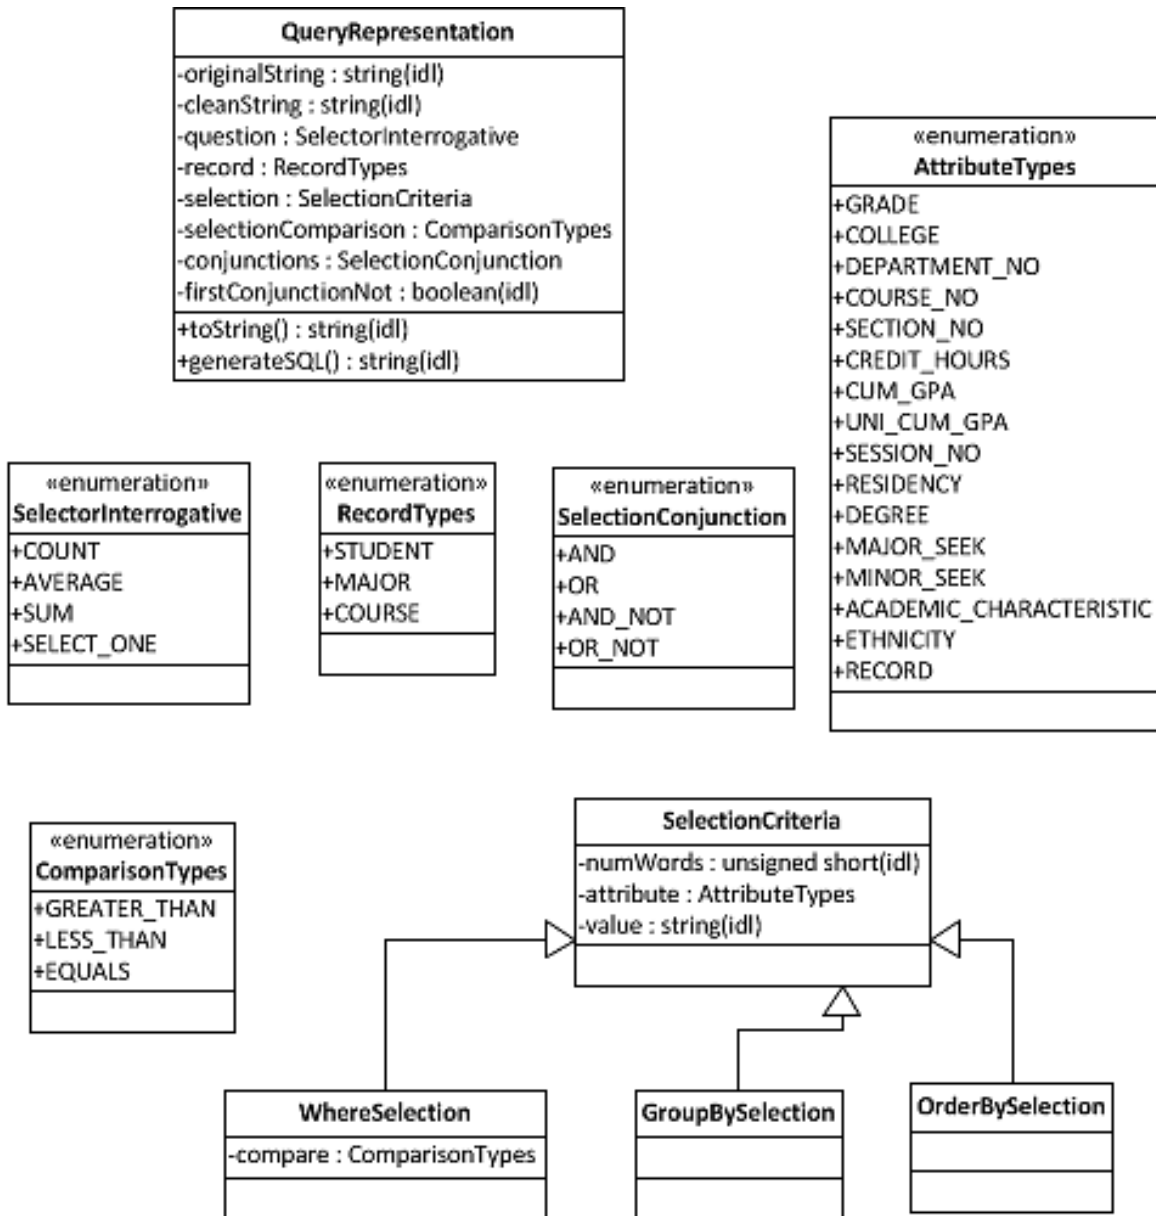 QueryRepresentation
-originalString : string(idl)
-cleanString : string(idl)
-question : SelectorInterrogative
-record : RecordTypes
-selection : SelectionCriteria
-selectionComparison : ComparisonTypes
-conjunctions : SelectionConjunction
-firstConjunctionNot : boolean(idl)
+toString() : string(idl)
+generateSQL() : string(idl)
«enumeration»
AttributeTypes
+GRADE
+COLLEGE
+DEPARTMENT_NO
+COURSE_NO
+SECTION_NO
+CREDIT_HOURS
+CUM_GPA
+UNI_CUM_GPA
+SESSION_NO
+RESIDENCY
+DEGREE
+MAJOR_SEEK
+MINOR_SEEK
+ACADEMIC_CHARACTERISTIC
+ETHNICITY
+RECORD
«enumeration»
SelectorInterrogative
+COUNT
+AVERAGE
+SUM
+SELECT_ONE
«enumeration»
RecordTypes
+STUDENT
+MAJOR
+COURSE
«enumeration»
SelectionConjunction
+AND
+OR
+AND_NOT
+OR_NOT
«enumeration»
ComparisonTypes
+GREATER_THAN
+LESS_THAN
+EQUALS
SelectionCriteria
-numWords : unsigned short(idl)
-attribute : AttributeTypes
-value : string(idl)
WhereSelection
-compare : ComparisonTypes
GroupBySelection
OrderBySelection